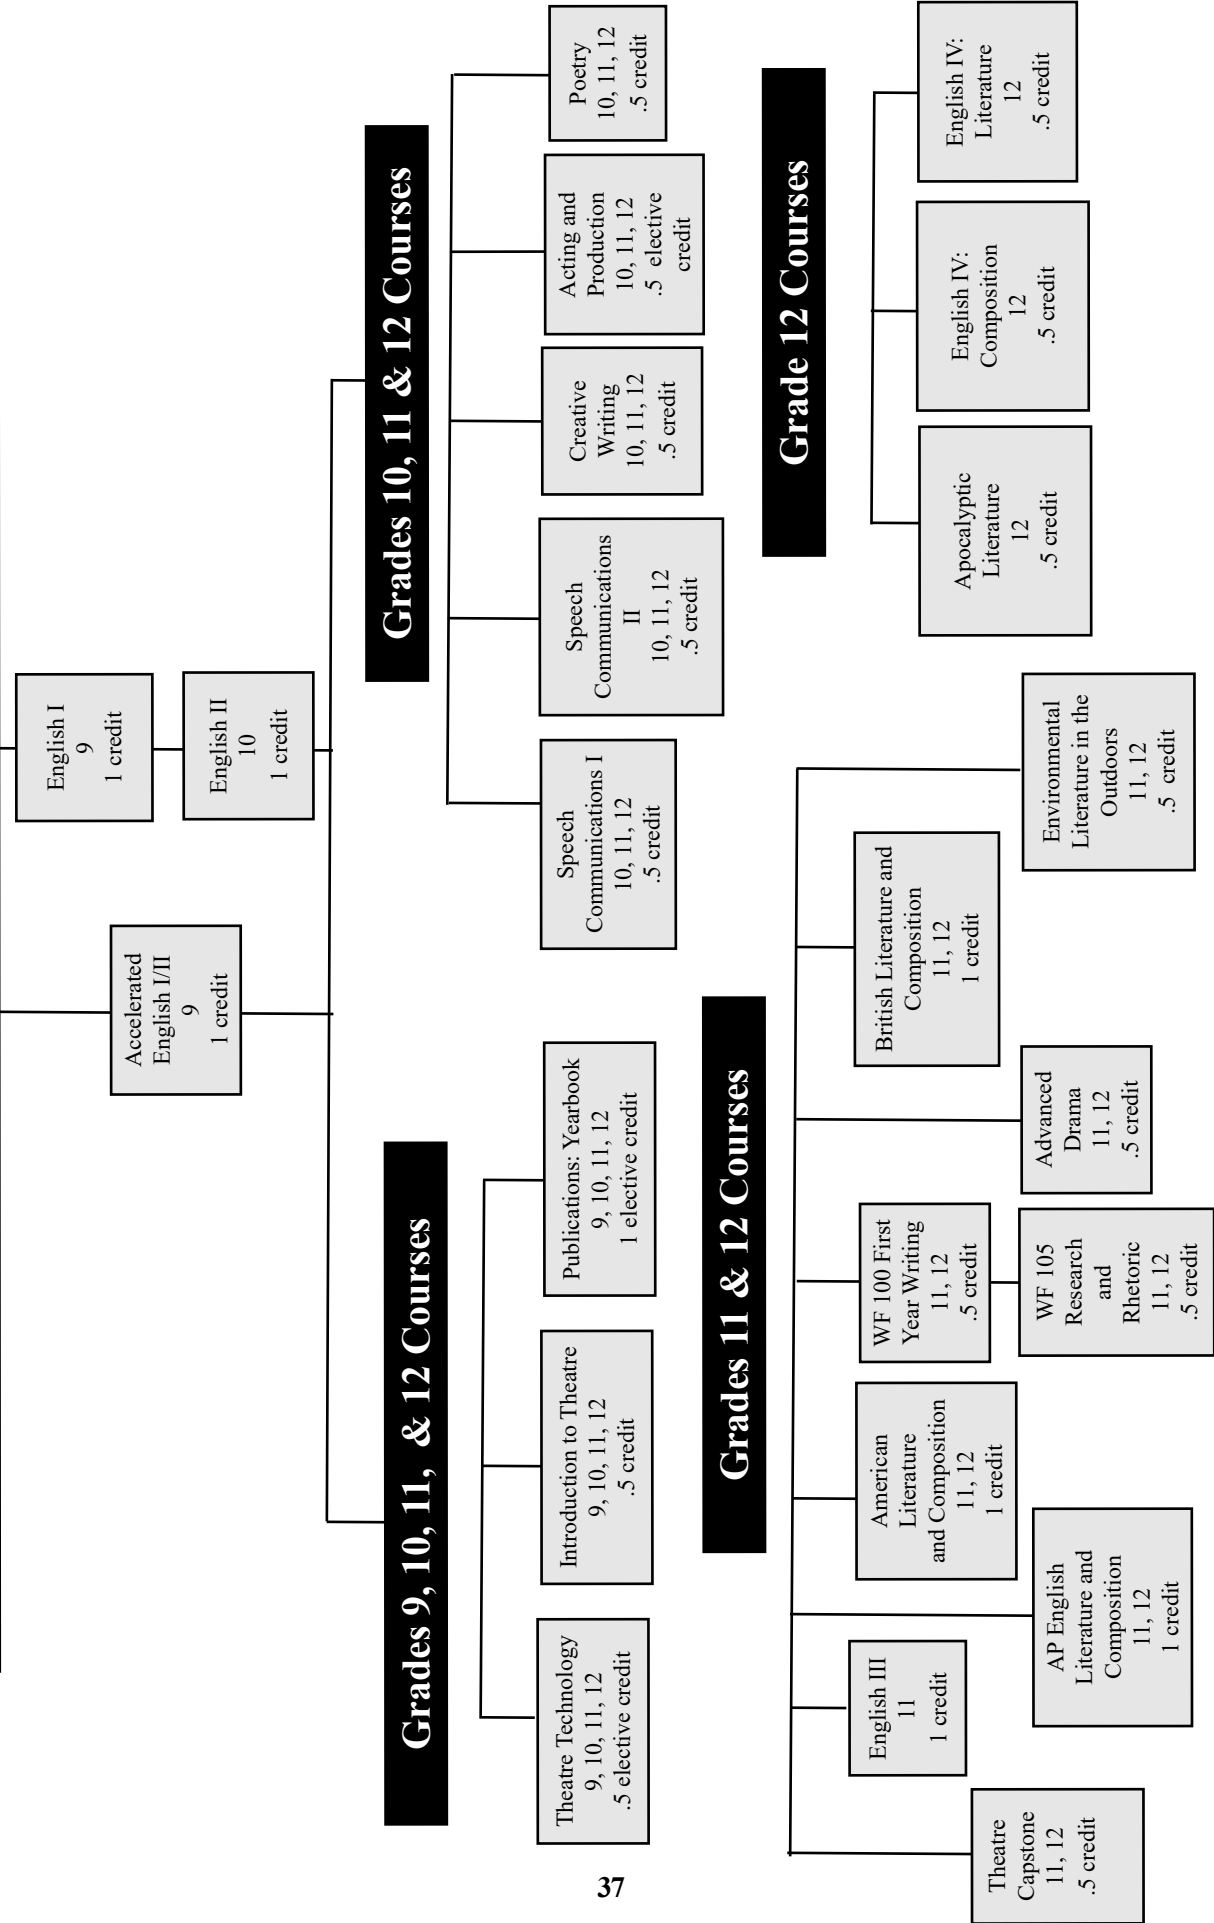 Accelerated
English I/II
9
1 credit
English I
9
1 credit
English II
10
1 credit
Grades 9, 10, 11,  & 12 Courses
Theatre Technology
9, 10, 11, 12
.5 elective credit
Introduction to Theatre
9, 10, 11, 12
.5 credit
Publications: Yearbook
9, 10, 11, 12
1 elective credit
Grades 10, 11 & 12 Courses
Speech
Communications I
10, 11, 12
.5 credit
Speech
Communications
II
10, 11, 12
.5 credit
Creative
Writing
10, 11, 12
.5 credit
Acting and
Production
10, 11, 12
.5  elective
credit
Poetry
10, 11, 12
.5 credit
Grades 11 & 12 Courses
Theatre
Capstone
11, 12
.5 credit
English III
11
1 credit
AP English
Literature and
Composition
11, 12
1 credit
American
Literature
and Composition
11, 12
1 credit
WF 100 First
Year Writing
11, 12
.5 credit
WF 105
Research
and
Rhetoric
11, 12
.5 credit
Advanced
Drama
11, 12
.5 credit
British Literature and
Composition
11, 12
1 credit
Environmental
Literature in the
Outdoors
11, 12
.5  credit
Grade 12 Courses
Apocalyptic
Literature
12
.5 credit
English IV:
Composition
12
.5 credit
English IV:
Literature
12
.5 credit
37